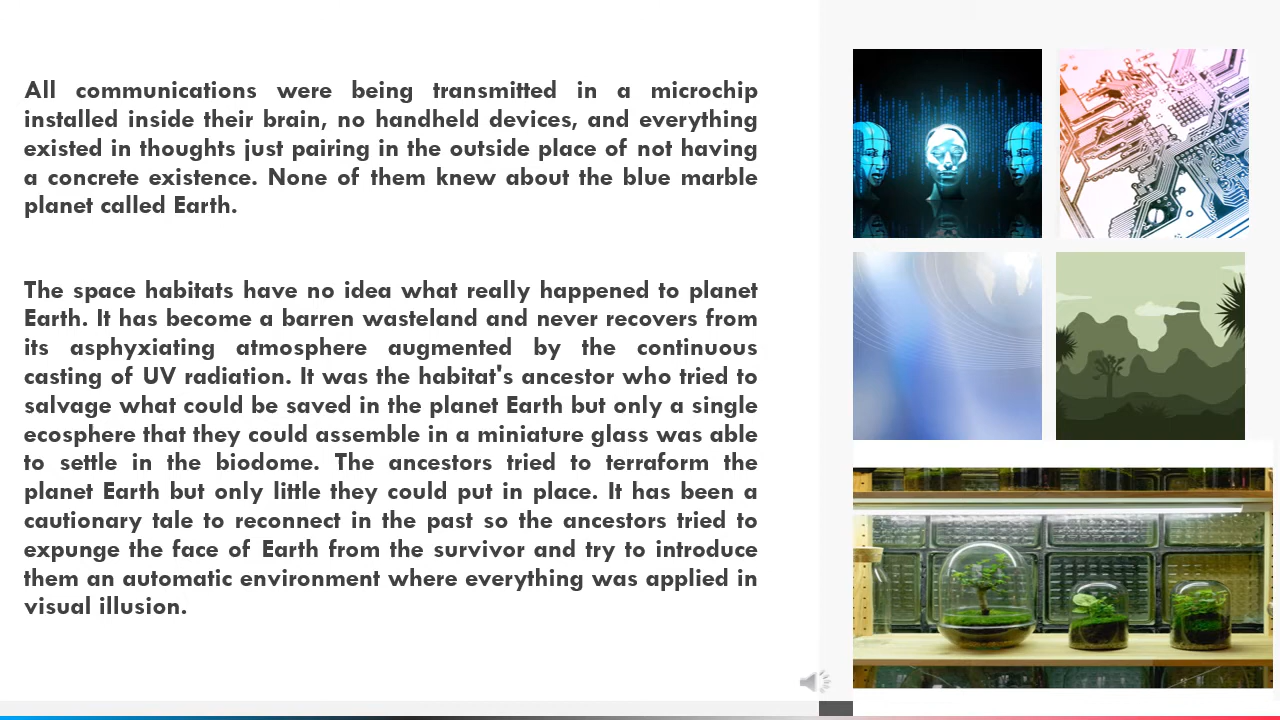 All communications were being transmitted in a microchip
installed inside their brain, no handheld devices, and everything
existed in thoughts just pairing in the outside place of not having
a concrete existence. None of them knew about the blue marble
planet called Earth.
The space habitats have no idea what really happened to planet
Earth. It has become a barren wasteland and never recovers from
its asphyxiating atmosphere augmented by the continuous
casting of UV radiation. It was the habitat's ancestor who tried to
salvage what could be saved in the planet Earth but only a single
ecosphere that they could assemble in a miniature glass was able
to settle in the biodome. The ancestors tried to terraform the
planet Earth but only little they could put in place. It has been a
cautionary tale to reconnect in the past so the ancestors tried to
expunge the face of Earth from the survivor and try to introduce
them an automatic environment where everything was applied in
visual illusion.